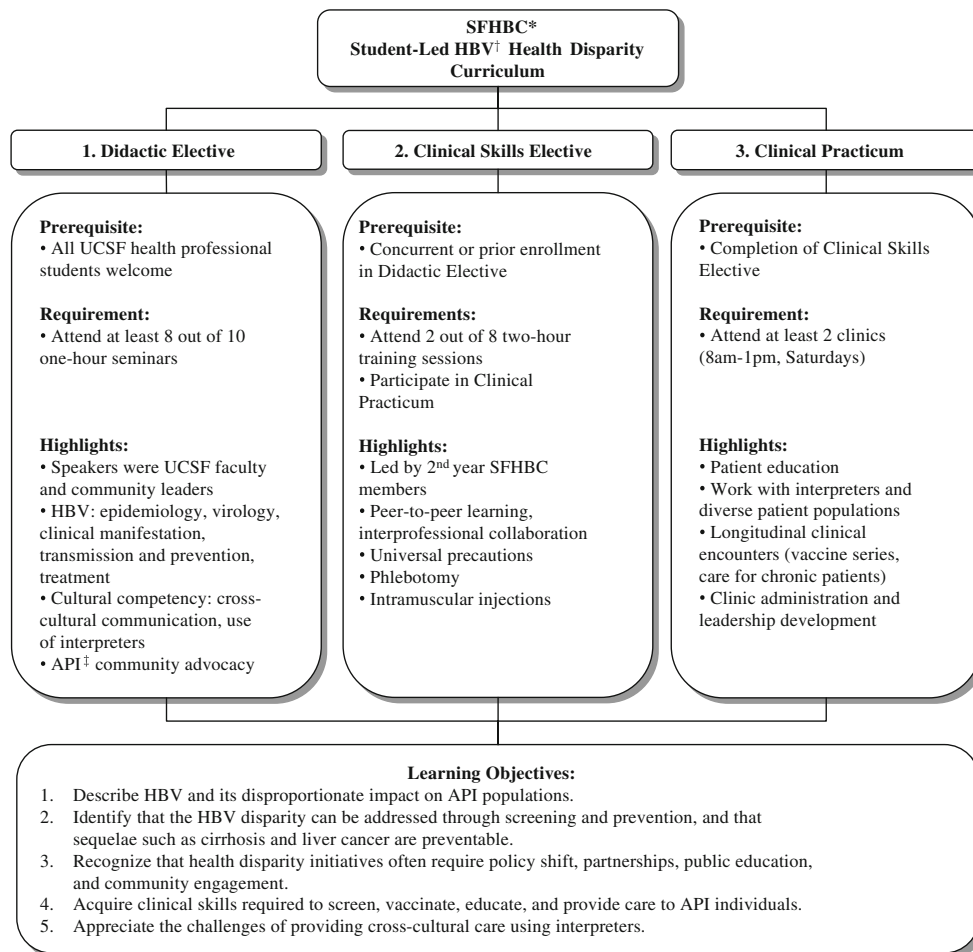 SFHBC*
Student-Led HBV† Health Disparity
Curriculum
1. Didactic Elective
Prerequisite:
• All UCSF health professional
students welcome
Requirement:
• Attend at least 8 out of 10
one-hour seminars
Highlights:
• Speakers were UCSF faculty
and community leaders
• HBV: epidemiology, virology,
clinical manifestation,
transmission and prevention,
treatment
• Cultural competency: cross-
cultural communication, use
of interpreters
• API‡ community advocacy
2. Clinical Skills Elective
Prerequisite:
• Concurrent or prior enrollment
in Didactic Elective
Requirements:
• Attend 2 out of 8 two-hour
training sessions
• Participate in Clinical
Practicum
Highlights:
• Led by 2nd year SFHBC
members
• Peer-to-peer learning,
interprofessional collaboration
• Universal precautions
• Phlebotomy
• Intramuscular injections
3. Clinical Practicum
Prerequisite:
• Completion of Clinical Skills
Elective
Requirement:
• Attend at least 2 clinics
(8am-1pm, Saturdays)
Highlights:
• Patient education
• Work with interpreters and
diverse patient populations
• Longitudinal clinical
encounters (vaccine series,
care for chronic patients)
• Clinic administration and
leadership development
Learning Objectives:
1. Describe HBV and its disproportionate impact on API populations.
2. Identify that the HBV disparity can be addressed through screening and prevention, and that
sequelae such as cirrhosis and liver cancer are preventable.
3. Recognize that health disparity initiatives often require policy shift, partnerships, public education,
and community engagement.
4. Acquire clinical skills required to screen, vaccinate, educate, and provide care to API individuals.
5. Appreciate the challenges of providing cross-cultural care using interpreters.